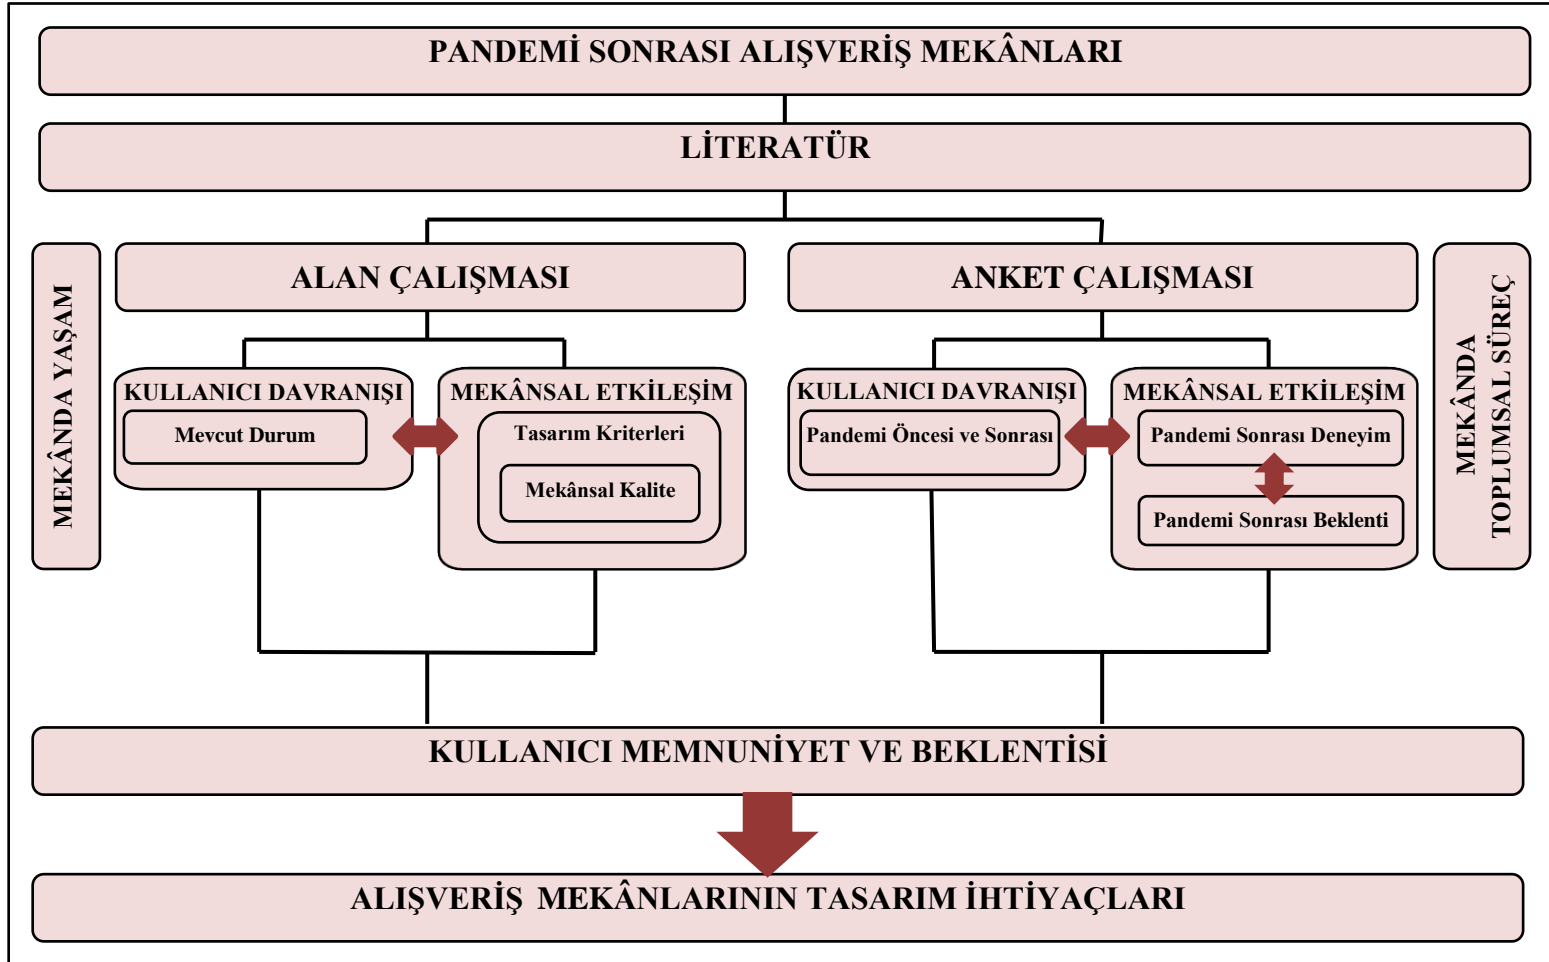 PANDEMİ SONRASI ALIŞVERİŞ MEKÂNLARI
LİTERATÜR
MEKÂNDA YAŞAM
ALAN ÇALIŞMASI
KULLANICI DAVRANIŞI
Mevcut Durum
MEKÂNSAL ETKİLEŞİM
Tasarım Kriterleri
Mekânsal Kalite
ANKET ÇALIŞMASI
KULLANICI DAVRANIŞI
Pandemi Öncesi ve Sonrası
MEKÂNSAL ETKİLEŞİM
Pandemi Sonrası Deneyim
Pandemi Sonrası Beklenti
MEKÂNDA
TOPLUMSAL SÜREÇ
KULLANICI MEMNUNİYET VE BEKLENTİSİ
ALIŞVERİŞ MEKÂNLARININ TASARIM İHTİYAÇLARI